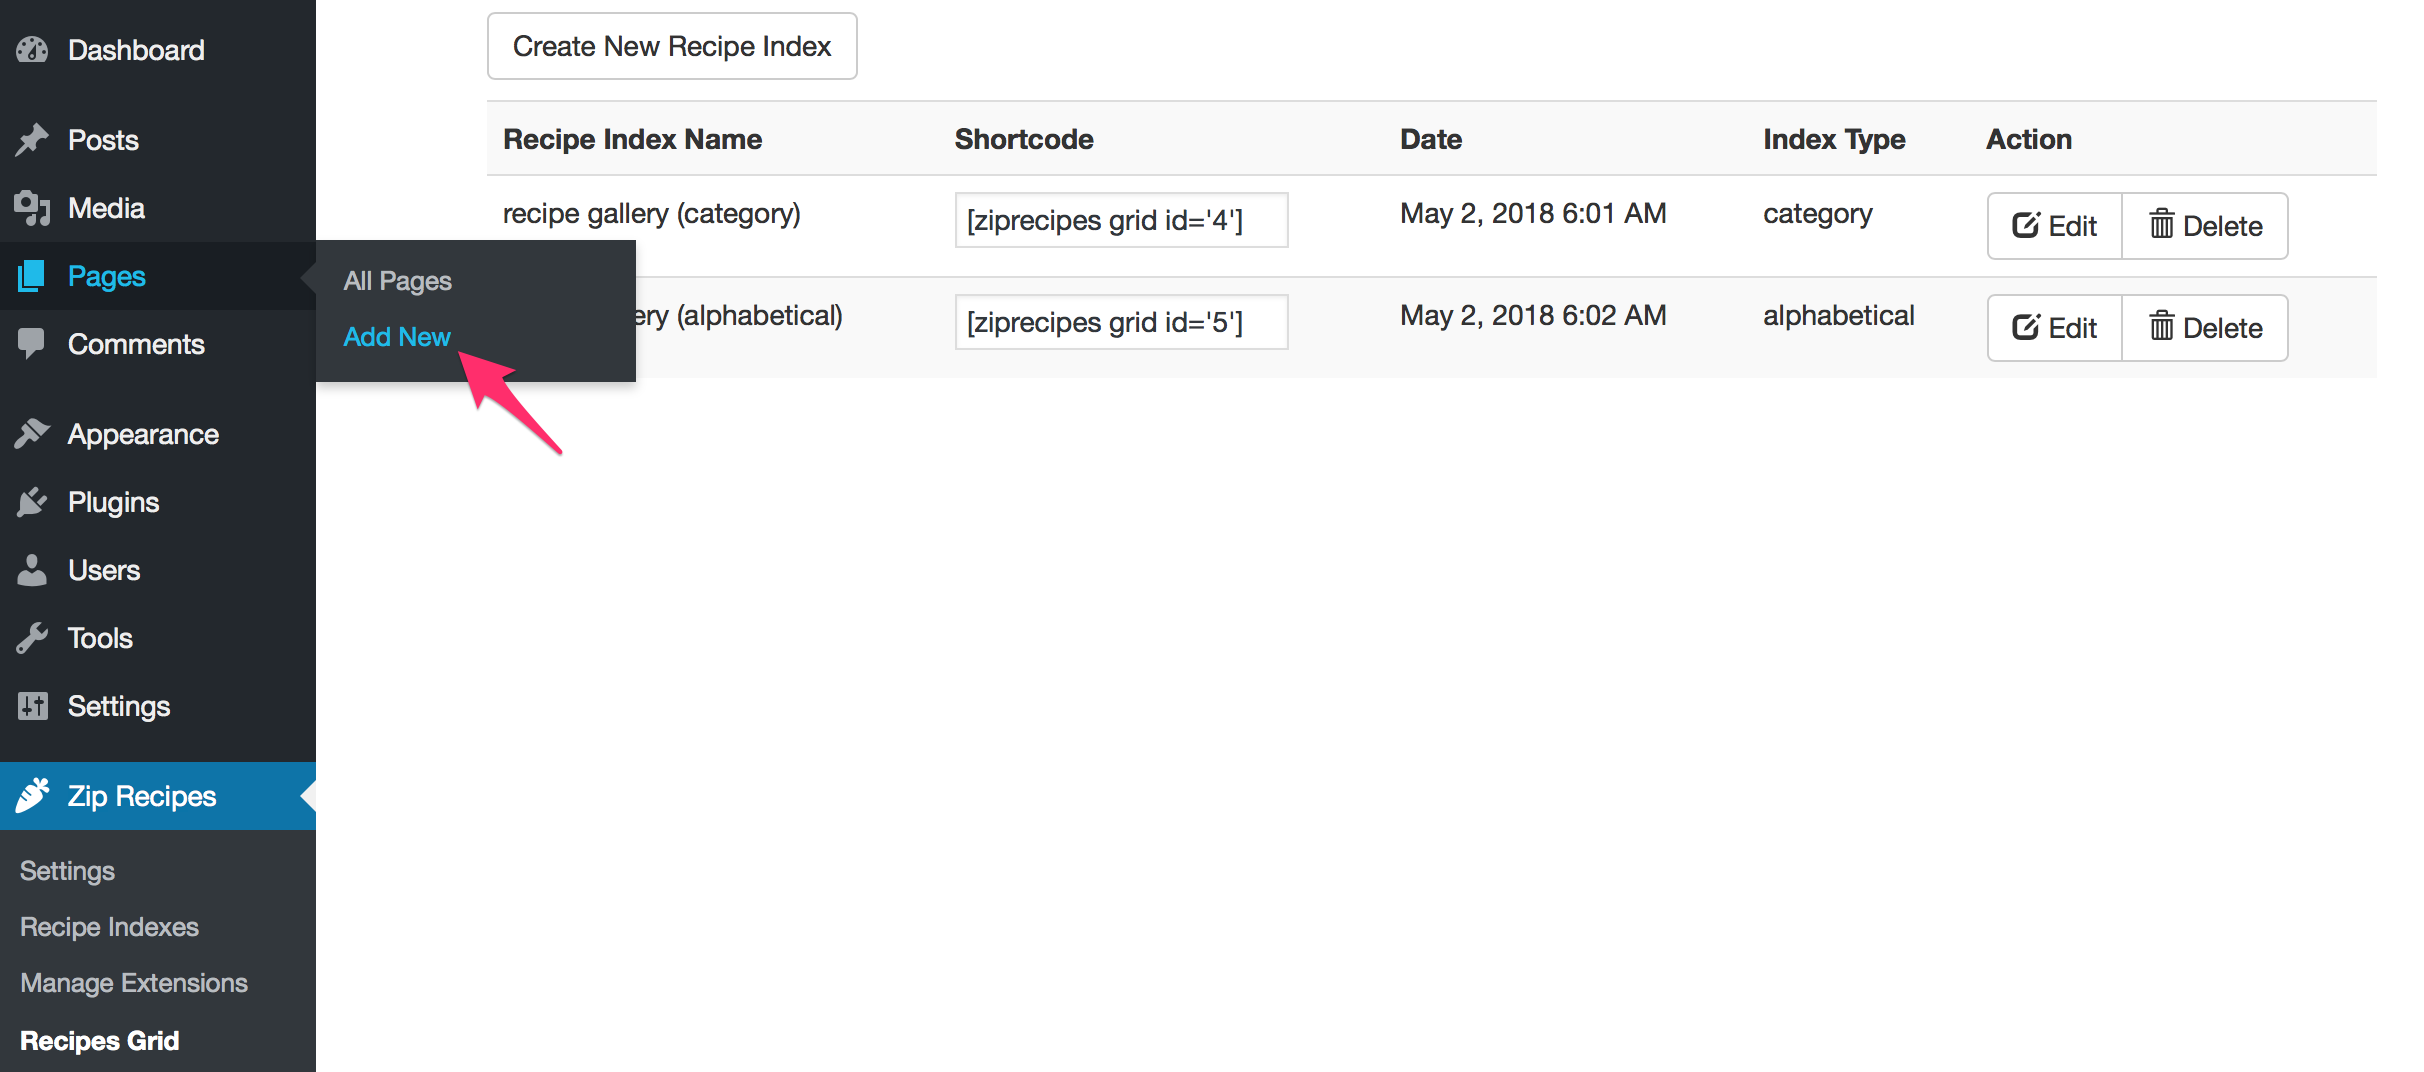 Dashboard
Posts
Media
Pages
Comments
Appearance
Plugins
Users
Tools
Settings
Zip Recipes
Settings
Recipe Indexes
Manage Extensions
Recipes Grid
All Pages
Add New
Create New Recipe Index
Recipe Index Name Shortcode Date Index Type Action
recipe gallery (category) [ziprecipes grid id='4'] May 2, 2018 6:01 AM category Edit Delete
ery (alphabetical) [ziprecipes grid id='5'] May 2, 2018 6:02 AM alphabetical Edit Delete